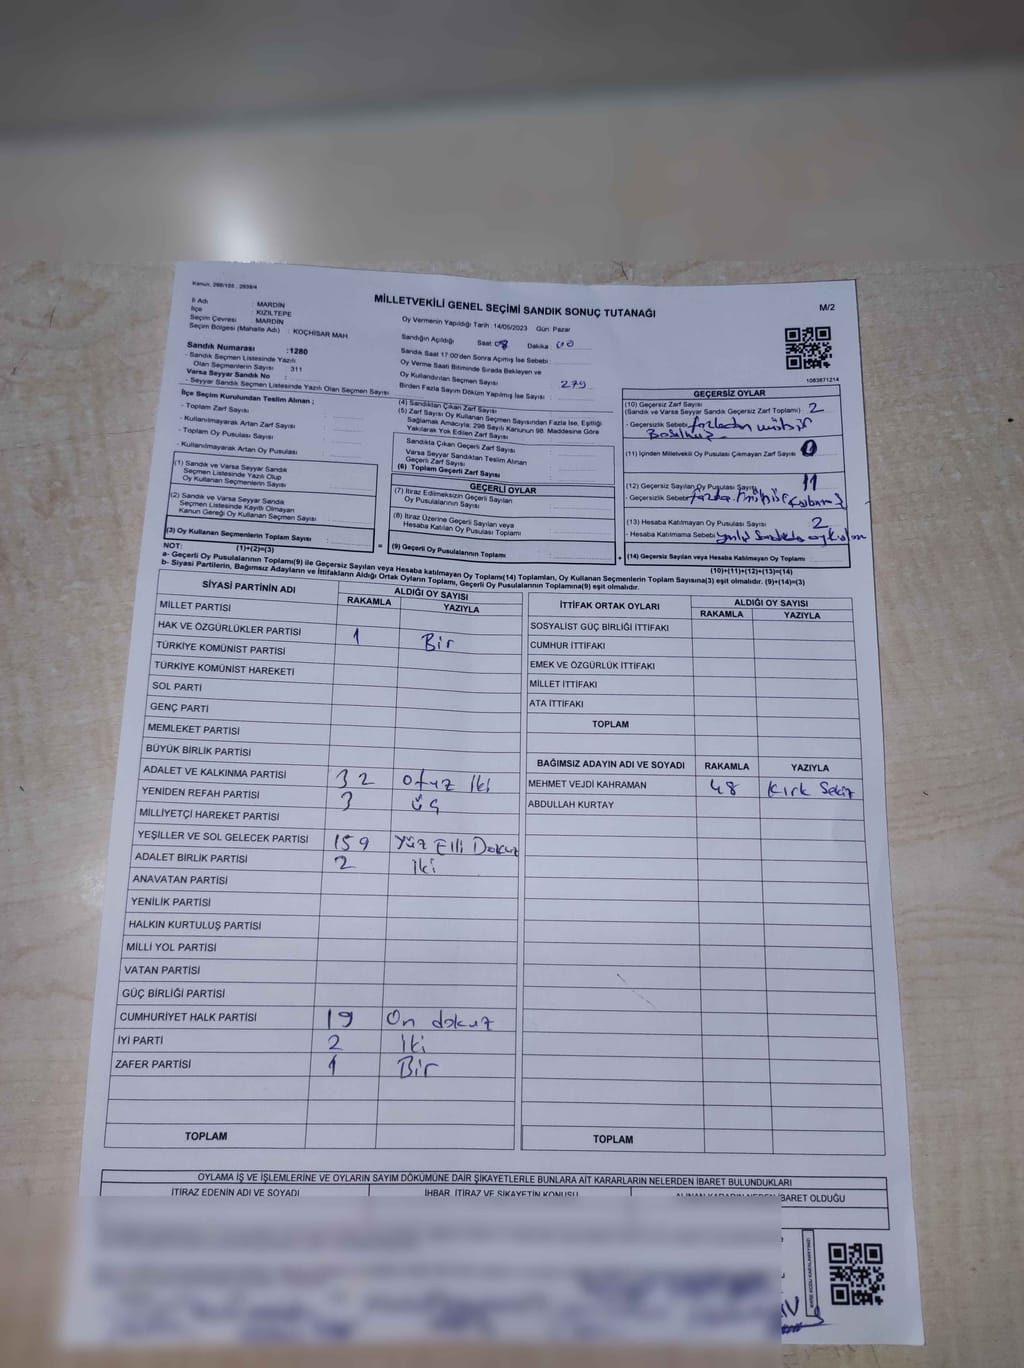 Kanun, 298/105 , 2839/4
MİLLETVEKİLİ GENEL SEÇİMİ SANDIK SONUÇ TUTANAĞI
M/2
İl Adı : MARDİN
İlçe : KIZILTEPE
Seçim Çevresi : MARDİN
Seçim Bölgesi (Mahalle Adı) : KOÇHİSAR MAH
Sandık Numarası :1280
- Sandık Seçmen Listesinde Yazılı
Olan Seçmenlerin Sayısı : 311
Varsa Seyyar Sandık No :
- Seyyar Sandık Seçmen Listesinde Yazılı Olan Seçmen Sayısı
Oy Vermenin Yapıldığı Tarih : 14/05/2023 Gün: Pazar
Sandığın Açıldığı Saat 08 Dakika 00
Sandık Saat 17:00'den Sonra Açılmış İse Sebebi
Oy Verme Saati Bitiminde Sırada Bekleyen ve
Oy Kullandırılan Seçmen Sayısı 279
Birden Fazla Sayım Döküm Yapılmış İse Sayısı
1083871214
İlçe Seçim Kurulundan Teslim Alınan ;
- Toplam Zarf Sayısı
- Kullanılmayarak Artan Zarf Sayısı
- Toplam Oy Pusulası Sayısı
- Kullanılmayarak Artan Oy Pusulası
(1) Sandık ve Varsa Seyyar Sandık
Seçmen Listesinde Yazılı Olup
Oy Kullanan Seçmenlerin Sayısı
(2) Sandık ve Varsa Seyyar Sandık
Seçmen Listesinde Kayıtlı Olmayan
Kanun Gereği Oy Kullanan Seçmen Sayısı
(3) Oy Kullanan Seçmenlerin Toplam Sayısı
(1)+(2)=(3)
(4) Sandıktan Çıkan Zarf Sayısı
(5) Zarf Sayısı Oy Kullanan Seçmen Sayısından Fazla İse, Eşitliği
Sağlamak Amacıyla; 298 Sayılı Kanunun 98. Maddesine Göre
Yakılarak Yok Edilen Zarf Sayısı
Sandıkta Çıkan Geçerli Zarf Sayısı
Varsa Seyyar Sandıktan Teslim Alınan
Geçerli Zarf Sayısı
(6) Toplam Geçerli Zarf Sayısı
GEÇERLİ OYLAR
(7) İtiraz Edilmeksizin Geçerli Sayılan
Oy Pusulalarının Sayısı
(8) İtiraz Üzerine Geçerli Sayılan veya
Hesaba Katılan Oy Pusulası Toplamı
= (9) Geçerli Oy Pusulalarının Toplamı +
GEÇERSİZ OYLAR
(10) Geçersiz Zarf Sayısı
(Sandık ve Varsa Seyyar Sandık Geçersiz Zarf Toplamı) 2
- Geçersizlik Sebebi
(11) İçinden Milletvekili Oy Pusulası Çıkmayan Zarf Sayısı 0
(12) Geçersiz Sayılan Oy Pusulası Sayısı 11
- Geçersizlik Sebebi
(13) Hesaba Katılmayan Oy Pusulası Sayısı 2
- Hesaba Katılmama Sebebi
(14) Geçersiz Sayılan veya Hesaba Katılmayan Oy Toplamı
(10)+(11)+(12)+(13)=(14)
NOT:
a- Geçerli Oy Pusulalarının Toplamı(9) ile Geçersiz Sayılan veya Hesaba katılmayan Oy Toplamı(14) Toplamları, Oy Kullanan Seçmenlerin Toplam Sayısına(3) eşit olmalıdır. (9)+(14)=(3)
b- Siyasi Partilerin, Bağımsız Adayların ve İttifakların Aldığı Ortak Oyların Toplamı, Geçerli Oy Pusulalarının Toplamına(9) eşit olmalıdır.
SİYASİ PARTİNİN ADI ALDIĞI OY SAYISI
RAKAMLA YAZIYLA
MİLLET PARTİSİ
HAK VE ÖZGÜRLÜKLER PARTİSİ 1 Bir
TÜRKİYE KOMÜNİST PARTİSİ
TÜRKİYE KOMÜNİST HAREKETİ
SOL PARTİ
GENÇ PARTİ
MEMLEKET PARTİSİ
BÜYÜK BİRLİK PARTİSİ
ADALET VE KALKINMA PARTİSİ 32 Otuz İki
YENİDEN REFAH PARTİSİ 3 üç
MİLLİYETÇİ HAREKET PARTİSİ
YEŞİLLER VE SOL GELECEK PARTİSİ 159 Yüz Elli Dokuz
ADALET BİRLİK PARTİSİ 2 iki
ANAVATAN PARTİSİ
YENİLİK PARTİSİ
HALKIN KURTULUŞ PARTİSİ
MİLLİ YOL PARTİSİ
VATAN PARTİSİ
GÜÇ BİRLİĞİ PARTİSİ
CUMHURİYET HALK PARTİSİ 19 On dokuz
İYİ PARTİ 2 İki
ZAFER PARTİSİ 1 Bir
TOPLAM
İTTİFAK ORTAK OYLARI ALDIĞI OY SAYISI
RAKAMLA YAZIYLA
SOSYALİST GÜÇ BİRLİĞİ İTTİFAKI
CUMHUR İTTİFAKI
EMEK VE ÖZGÜRLÜK İTTİFAKI
MİLLET İTTİFAKI
ATA İTTİFAKI
TOPLAM
BAĞIMSIZ ADAYIN ADI VE SOYADI RAKAMLA YAZIYLA
MEHMET VEJDİ KAHRAMAN 48 Kırk Sekiz
ABDULLAH KURTAY
TOPLAM
OYLAMA İŞ VE İŞLEMLERİNE VE OYLARIN SAYIM DÖKÜMÜNE DAİR ŞİKAYETLERLE BUNLARA AİT KARARLARIN NELERDEN İBARET BULUNDUKLARI
İTİRAZ EDENİN ADI VE SOYADI İHBAR, İTİRAZ VE ŞİKAYETİN KONUSU ALINAN KARARIN NEDEN İBARET OLDUĞU